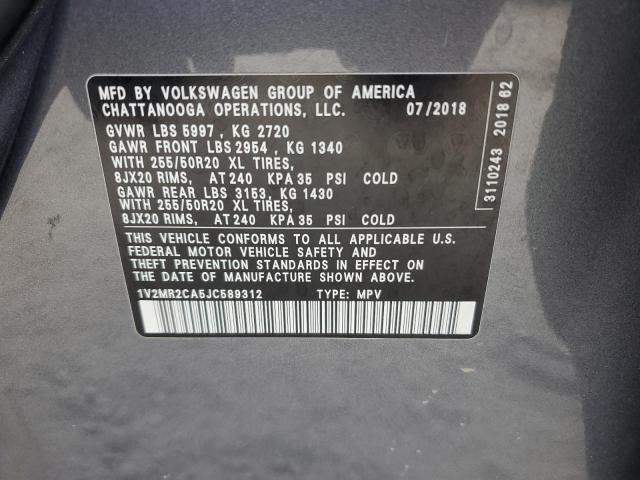 MFD BY VOLKSWAGEN GROUP OF AMERICA
CHATTANOOGA OPERATIONS, LLC. 07/2018
GVWR LBS 5997 , KG 2720
GAWR FRONT LBS 2954 , KG 1340
WITH 255/50R20 XL TIRES,
8JX20 RIMS, AT 240 KPA 35 PSI COLD
GAWR REAR LBS 3153, KG 1430
WITH 255/50R20 XL TIRES,
8JX20 RIMS, AT 240 KPA 35 PSI COLD
THIS VEHICLE CONFORMS TO ALL APPLICABLE U.S.
FEDERAL MOTOR VEHICLE SAFETY AND
THEFT PREVENTION STANDARDS IN EFFECT ON
THE DATE OF MANUFACTURE SHOWN ABOVE.
1V2MR2CA5JC589312 TYPE: MPV
3110243 2018 62